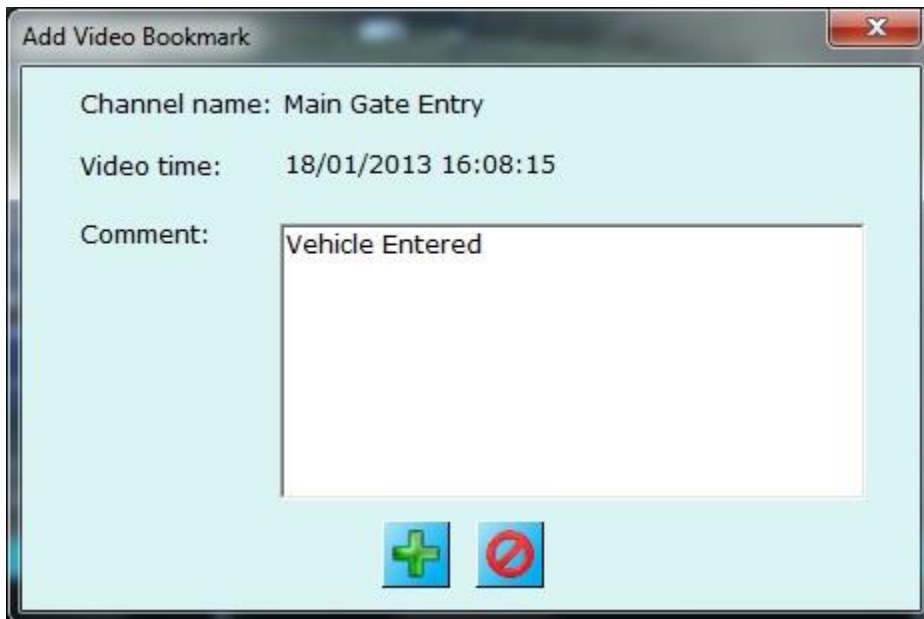 Add Video Bookmark
Channel name: Main Gate Entry
Video time: 18/01/2013 16:08:15
Comment: Vehicle Entered